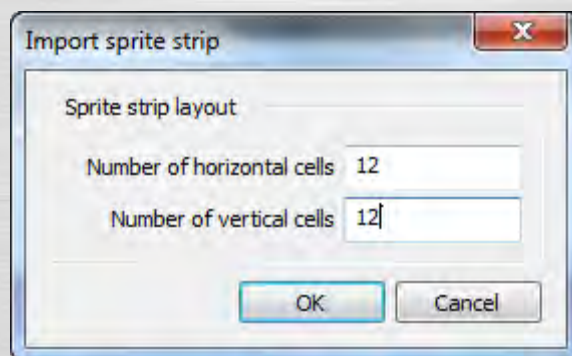 Import sprite strip
Sprite strip layout
Number of horizontal cells 12
Number of vertical cells 12
OK Cancel